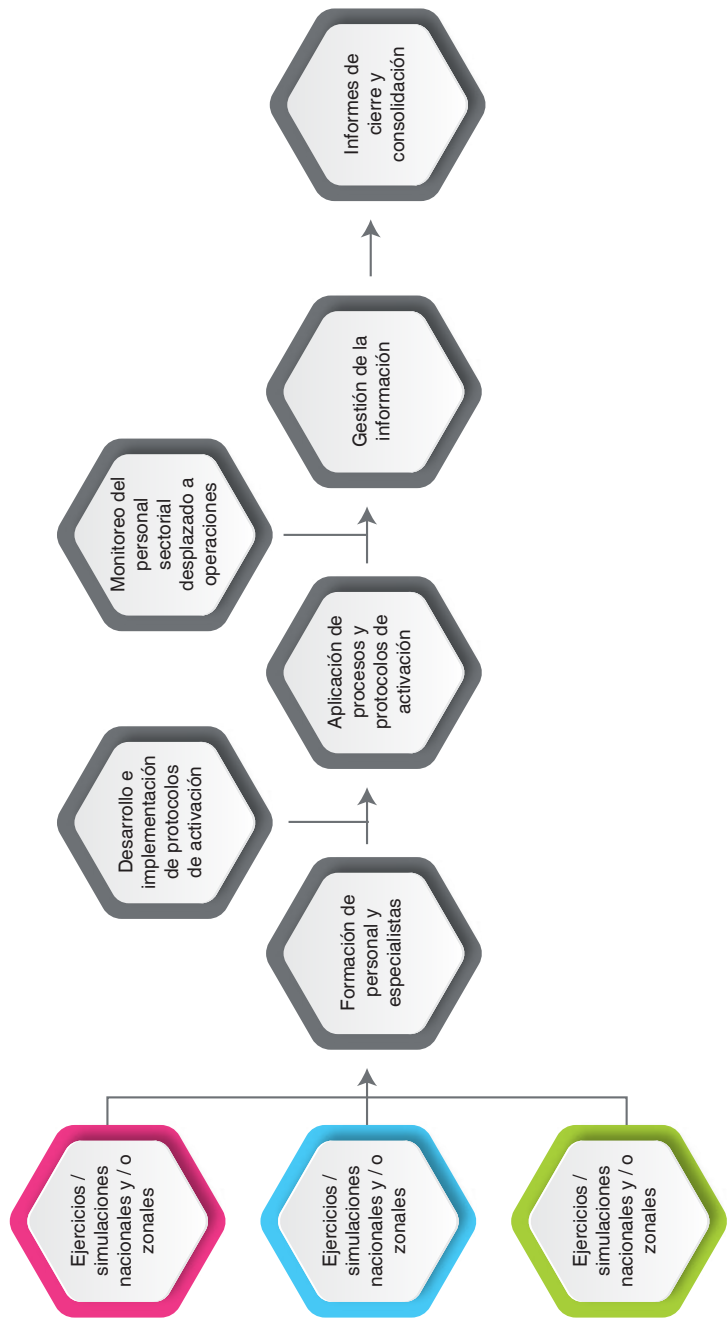 Ejercicios /
simulaciones
nacionales y / o
zonales
Ejercicios /
simulaciones
nacionales y / o
zonales
Ejercicios /
simulaciones
nacionales y / o
zonales
Formación de
personal y
especialistas
Desarrollo e
implementación
de protocolos
de activación
Aplicación de
procesos y
protocolos de
activación
Monitoreo del
personal
sectorial
desplazado a
operaciones
Gestión de la
información
Informes de
cierre y
consolidación